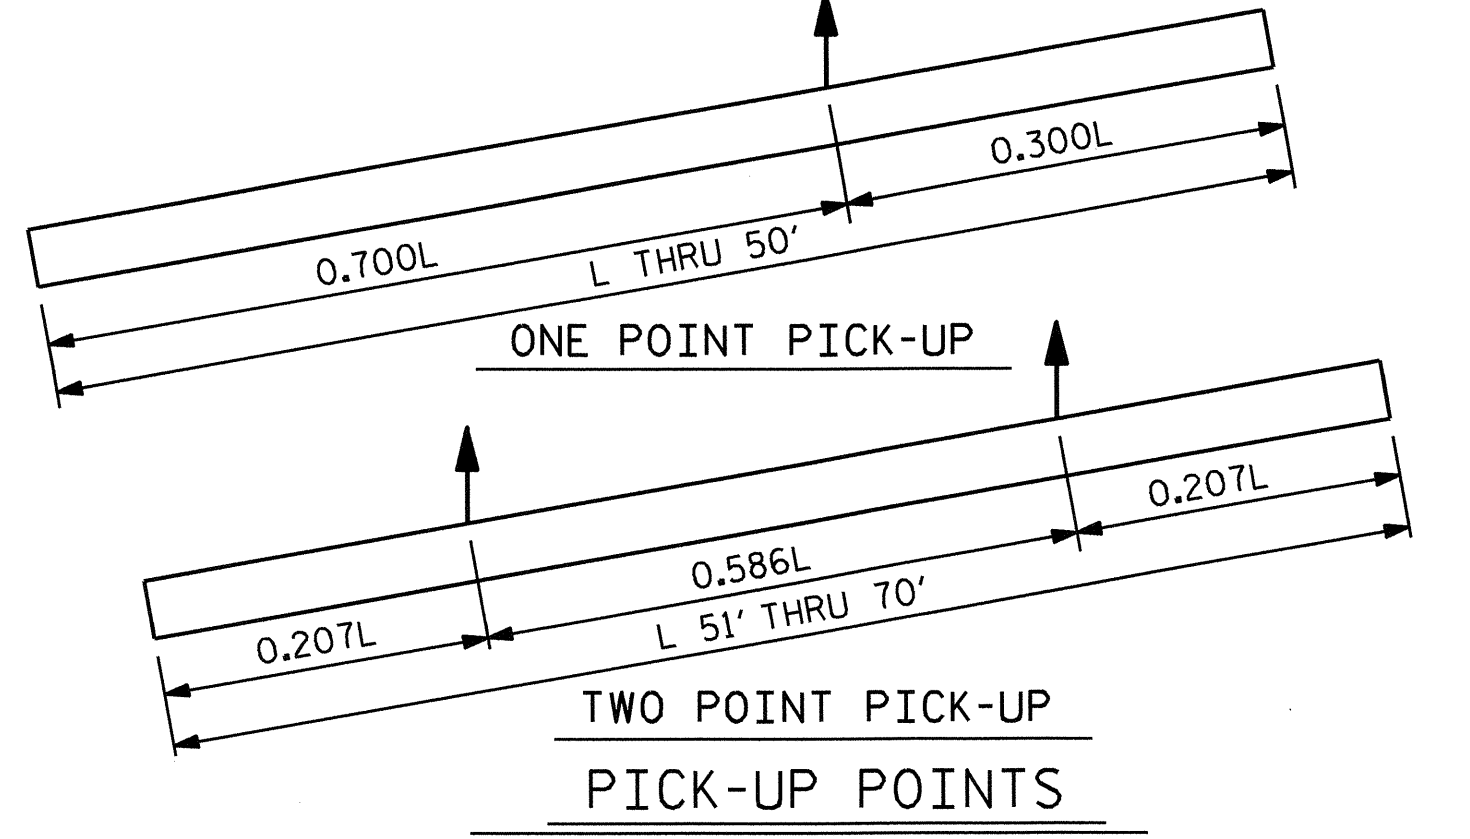 0.300L
0.700L
L THRU 50'
ONE POINT PICK-UP
0.207L
0.586L
0.207L
L 51' THRU 70'
TWO POINT PICK-UP
PICK-UP POINTS